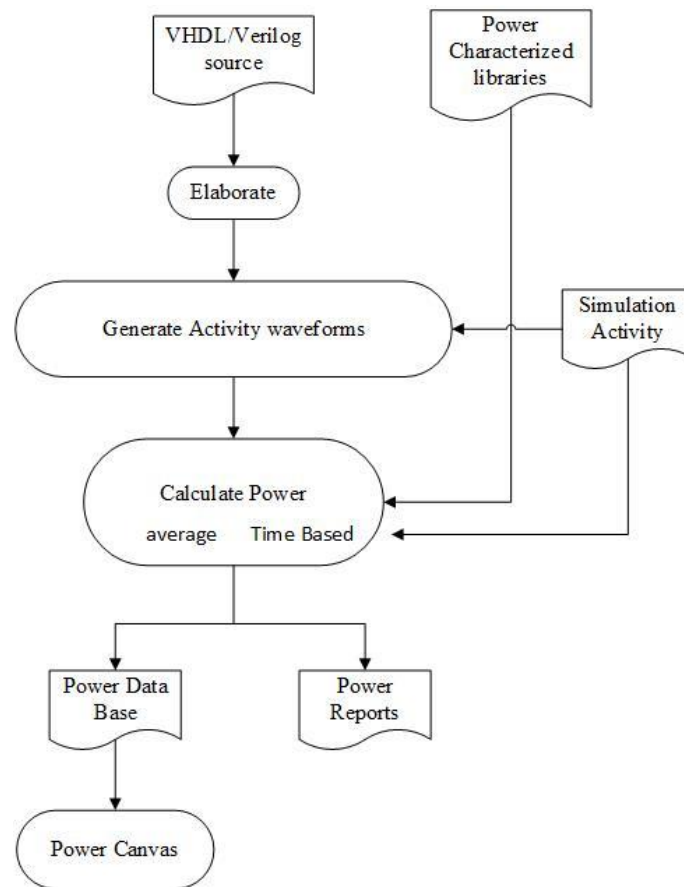 VHDL/Verilog
source
Power
Characterized
libraries
Elaborate
Generate Activity waveforms
Simulation
Activity
Calculate Power
average Time Based
Power Data
Base
Power
Reports
Power Canvas